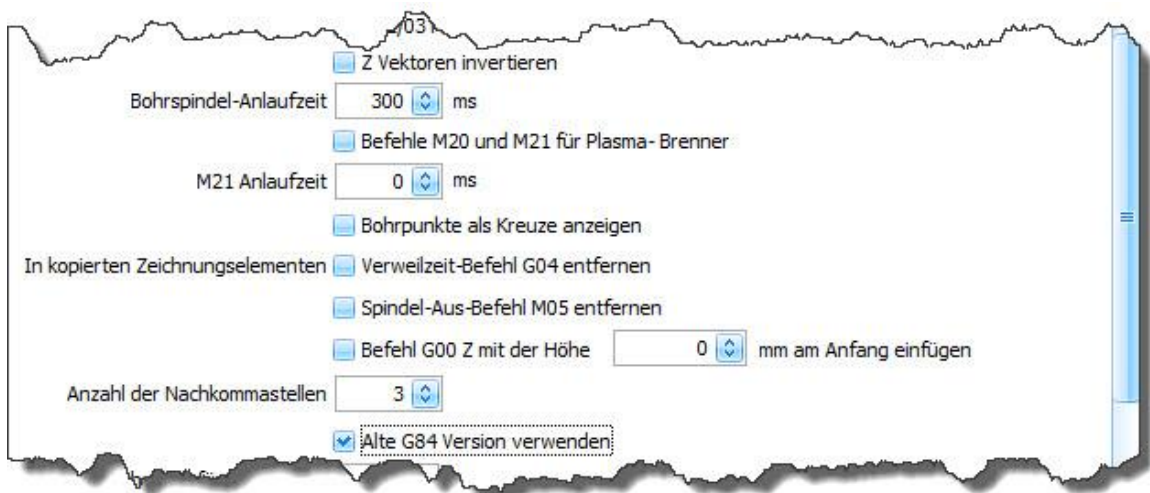 /031
Z Vektoren invertieren
Bohrspindel-Anlaufzeit 300 ms
Befehle M20 und M21 für Plasma- Brenner
M21 Anlaufzeit 0 ms
Bohrpunkte als Kreuze anzeigen
In kopierten Zeichnungselementen Verweilzeit-Befehl G04 entfernen
Spindel-Aus-Befehl M05 entfernen
Befehl G00 Z mit der Höhe 0 mm am Anfang einfügen
Anzahl der Nachkommastellen 3
Alte G84 Version verwenden